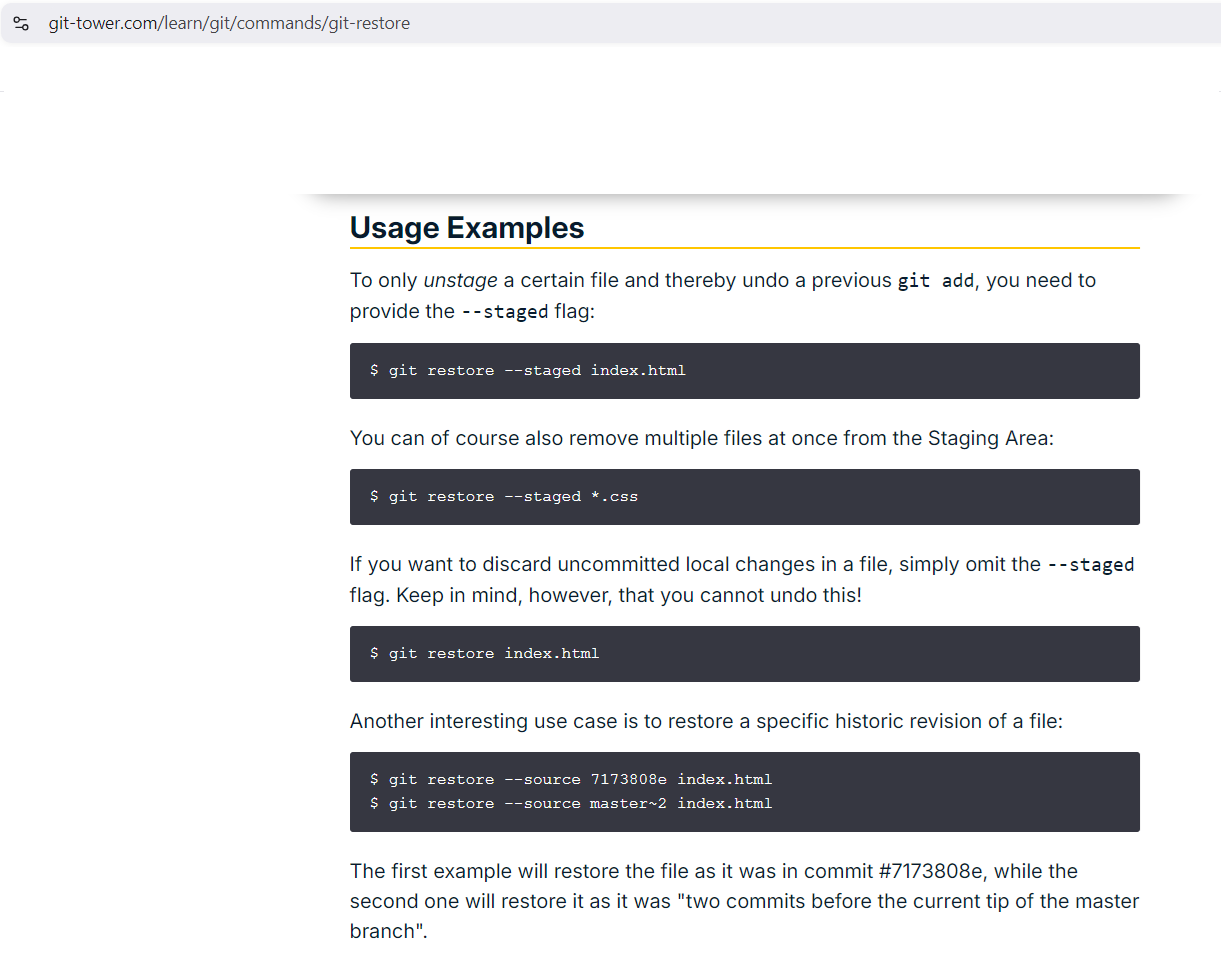 git-tower.com/learn/git/commands/git-restore
Usage Examples
To only unstage a certain file and thereby undo a previous git add, you need to
provide the --staged flag:
$ git restore --staged index.html
You can of course also remove multiple files at once from the Staging Area:
$ git restore --staged *.css
If you want to discard uncommitted local changes in a file, simply omit the --staged
flag. Keep in mind, however, that you cannot undo this!
$ git restore index.html
Another interesting use case is to restore a specific historic revision of a file:
$ git restore --source 7173808e index.html
$ git restore --source master~2 index.html
The first example will restore the file as it was in commit #7173808e, while the
second one will restore it as it was "two commits before the current tip of the master
branch".